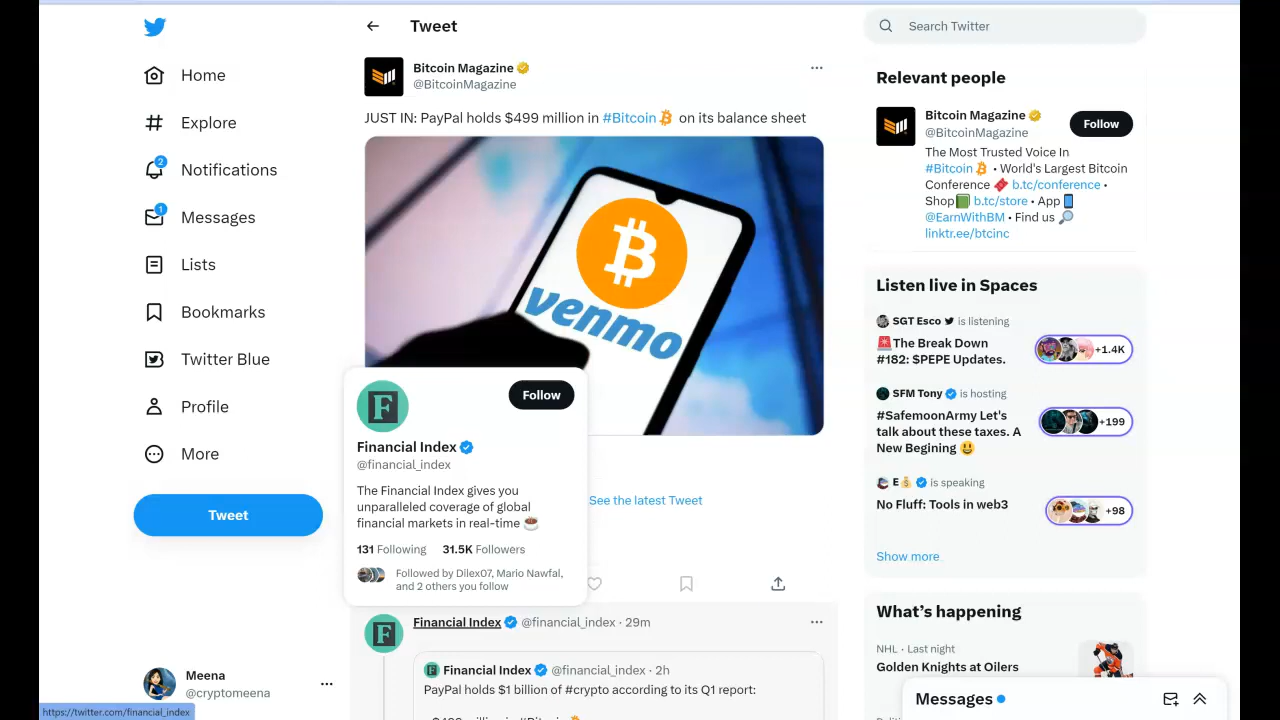 Home
Explore
2
Notifications
1
Messages
Lists
Bookmarks
Twitter Blue
Profile
More
Tweet
Meena
@cryptomeena
https://twitter.com/financial_index
Tweet
Bitcoin Magazine
@BitcoinMagazine
JUST IN: PayPal holds $499 million in #Bitcoin on its balance sheet
venmo
See the latest Tweet
F
Follow
Financial Index
@financial_index
The Financial Index gives you
unparalleled coverage of global
financial markets in real-time
131 Following 31.5K Followers
Followed by Dilex07, Mario Nawfal,
and 2 others you follow
F
Financial Index @financial_index · 29m
Financial Index @financial_index · 2h
PayPal holds $1 billion of #crypto according to its Q1 report:
Search Twitter
Relevant people
Bitcoin Magazine
@BitcoinMagazine
Follow
The Most Trusted Voice In
#Bitcoin • World's Largest Bitcoin
Conference b.tc/conference •
Shop b.tc/store • App
@EarnWithBM • Find us
linktr.ee/btcinc
Listen live in Spaces
SGT Esco is listening
The Break Down
#182: $PEPE Updates.
+1.4K
SFM Tony is hosting
#SafemoonArmy Let's
talk about these taxes. A
New Begining
+199
E is speaking
No Fluff: Tools in web3
+98
Show more
What's happening
NHL · Last night
Golden Knights at Oilers
Messages